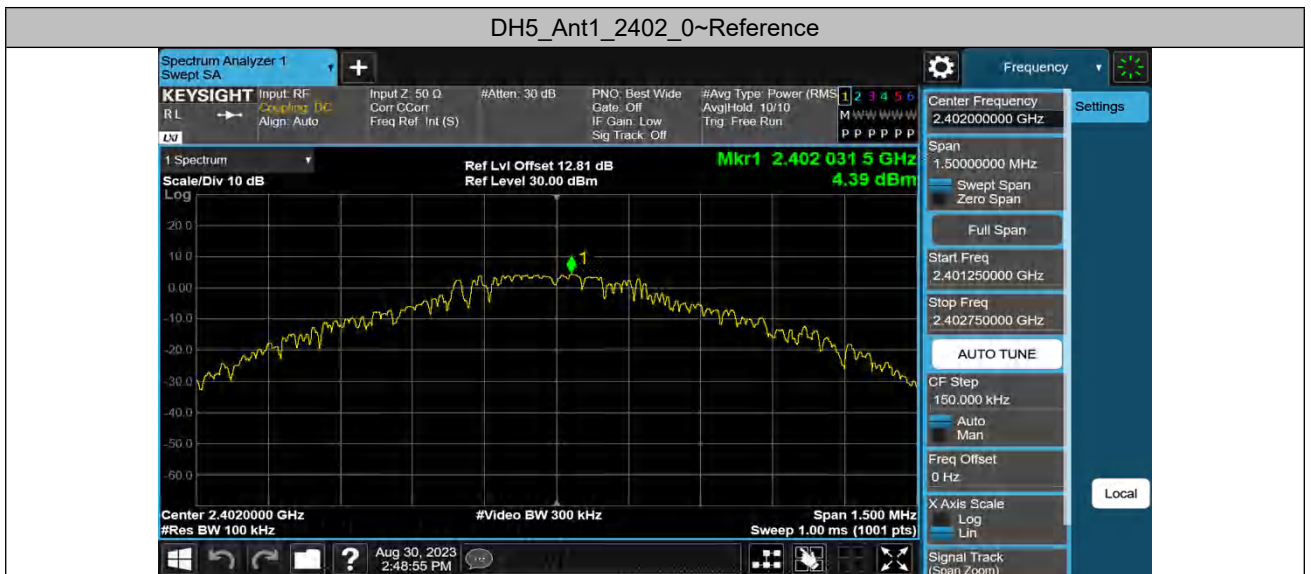 DH5_Ant1_2402_0~Reference
Spectrum Analyzer 1
Swept SA
+
Frequency
KEYSIGHT
RL
LXI
Input: RF
Coupling: DC
Align: Auto
Input Z: 50 Ω
Corr CCorr
Freq Ref: Int (S)
#Atten: 30 dB
PNO: Best Wide
Gate: Off
IF Gain: Low
Sig Track: Off
#Avg Type: Power (RMS
Avg|Hold: 10/10
Trig: Free Run
1 2 3 4 5 6
M W W W W W
P P P P P P
1 Spectrum
Scale/Div 10 dB
Log
Ref Lvl Offset 12.81 dB
Ref Level 30.00 dBm
Mkr1 2.402 031 5 GHz
4.39 dBm
20.0
10.0
0.00
-10.0
-20.0
-30.0
-40.0
-50.0
-60.0
1
Center 2.4020000 GHz
#Res BW 100 kHz
#Video BW 300 kHz
Span 1.500 MHz
Sweep 1.00 ms (1001 pts)
Center Frequency
2.402000000 GHz
Settings
Span
1.50000000 MHz
Swept Span
Zero Span
Full Span
Start Freq
2.401250000 GHz
Stop Freq
2.402750000 GHz
AUTO TUNE
CF Step
150.000 kHz
Auto
Man
Freq Offset
0 Hz
X Axis Scale
Log
Lin
Local
Signal Track
(Span Zoom)
?
Aug 30, 2023
2:48:55 PM